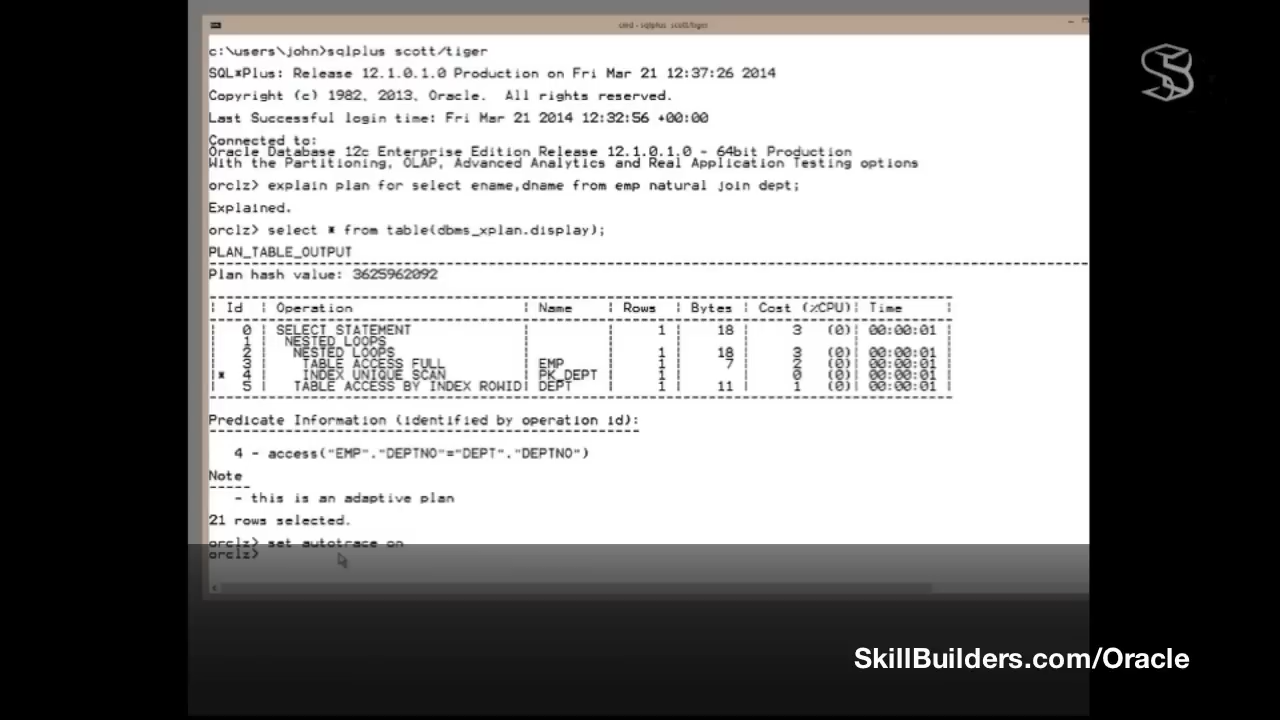 sted - sqlplus scott/tiger
c:\users\john>sqlplus scott/tiger
SQL*Plus: Release 12.1.0.1.0 Production on Fri Mar 21 12:37:26 2014
Copyright (c) 1982, 2013, Oracle.  All rights reserved.
Last Successful login time: Fri Mar 21 2014 12:32:56 +00:00
Connected to:
Oracle Database 12c Enterprise Edition Release 12.1.0.1.0 - 64bit Production
With the Partitioning, OLAP, Advanced Analytics and Real Application Testing options
orclz> explain plan for select ename,dname from emp natural join dept;
Explained.
orclz> select * from table(dbms_xplan.display);
PLAN_TABLE_OUTPUT
Plan hash value: 3625962092
| Id | Operation | Name | Rows | Bytes | Cost (%CPU)| Time |
| 0 | SELECT STATEMENT | | 1 | 18 | 3 (0)| 00:00:01 |
| 1 | NESTED LOOPS | | | | | |
| 2 | NESTED LOOPS | | 1 | 18 | 3 (0)| 00:00:01 |
| 3 | TABLE ACCESS FULL | EMP | 1 | 7 | 2 (0)| 00:00:01 |
|* 4 | INDEX UNIQUE SCAN | PK_DEPT | 1 | | 0 (0)| 00:00:01 |
| 5 | TABLE ACCESS BY INDEX ROWID| DEPT | 1 | 11 | 1 (0)| 00:00:01 |
Predicate Information (identified by operation id):
4 - access("EMP"."DEPTNO"="DEPT"."DEPTNO")
Note
- this is an adaptive plan
21 rows selected.
orclz> set autotrace on
orclz>
SkillBuilders.com/Oracle